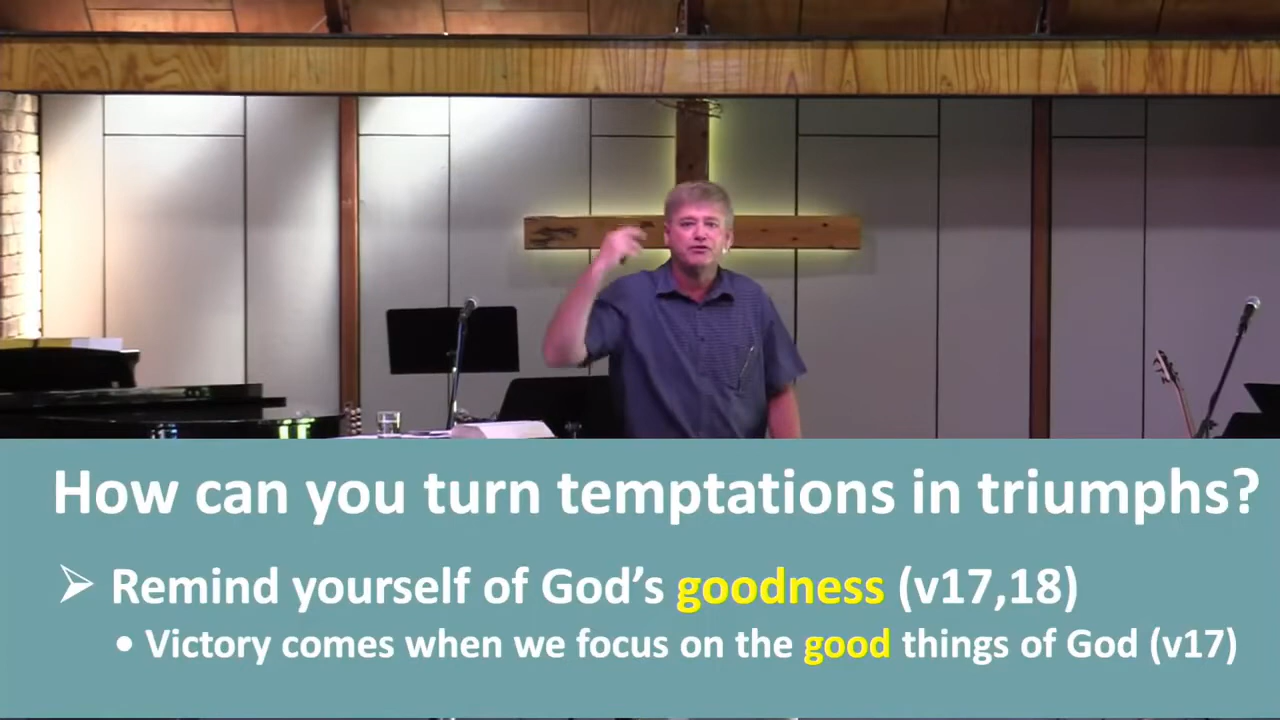 How can you turn temptations in triumphs?
➢ Remind yourself of God's goodness (v17,18)
• Victory comes when we focus on the good things of God (v17)